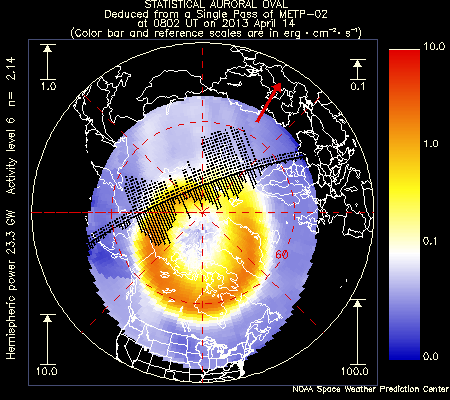 STATISTICAL AURORAL OVAL
Deduced from a Single Pass of METP-02
at 0802 UT on 2013 April 14
(Color bar and reference scales are in erg · cm⁻² · s⁻¹)
1.0
0.1
10.0
1.0
0.1
0.0
Hemispheric power 23.3 GW   Activity level 6   n= 2.14
60
10.0
100.0
NOAA Space Weather Prediction Center